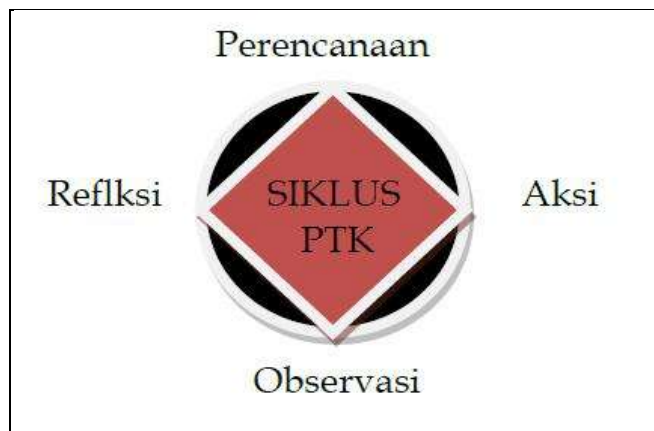 Perencanaan
Reflksi
SIKLUS
PTK
Aksi
Observasi